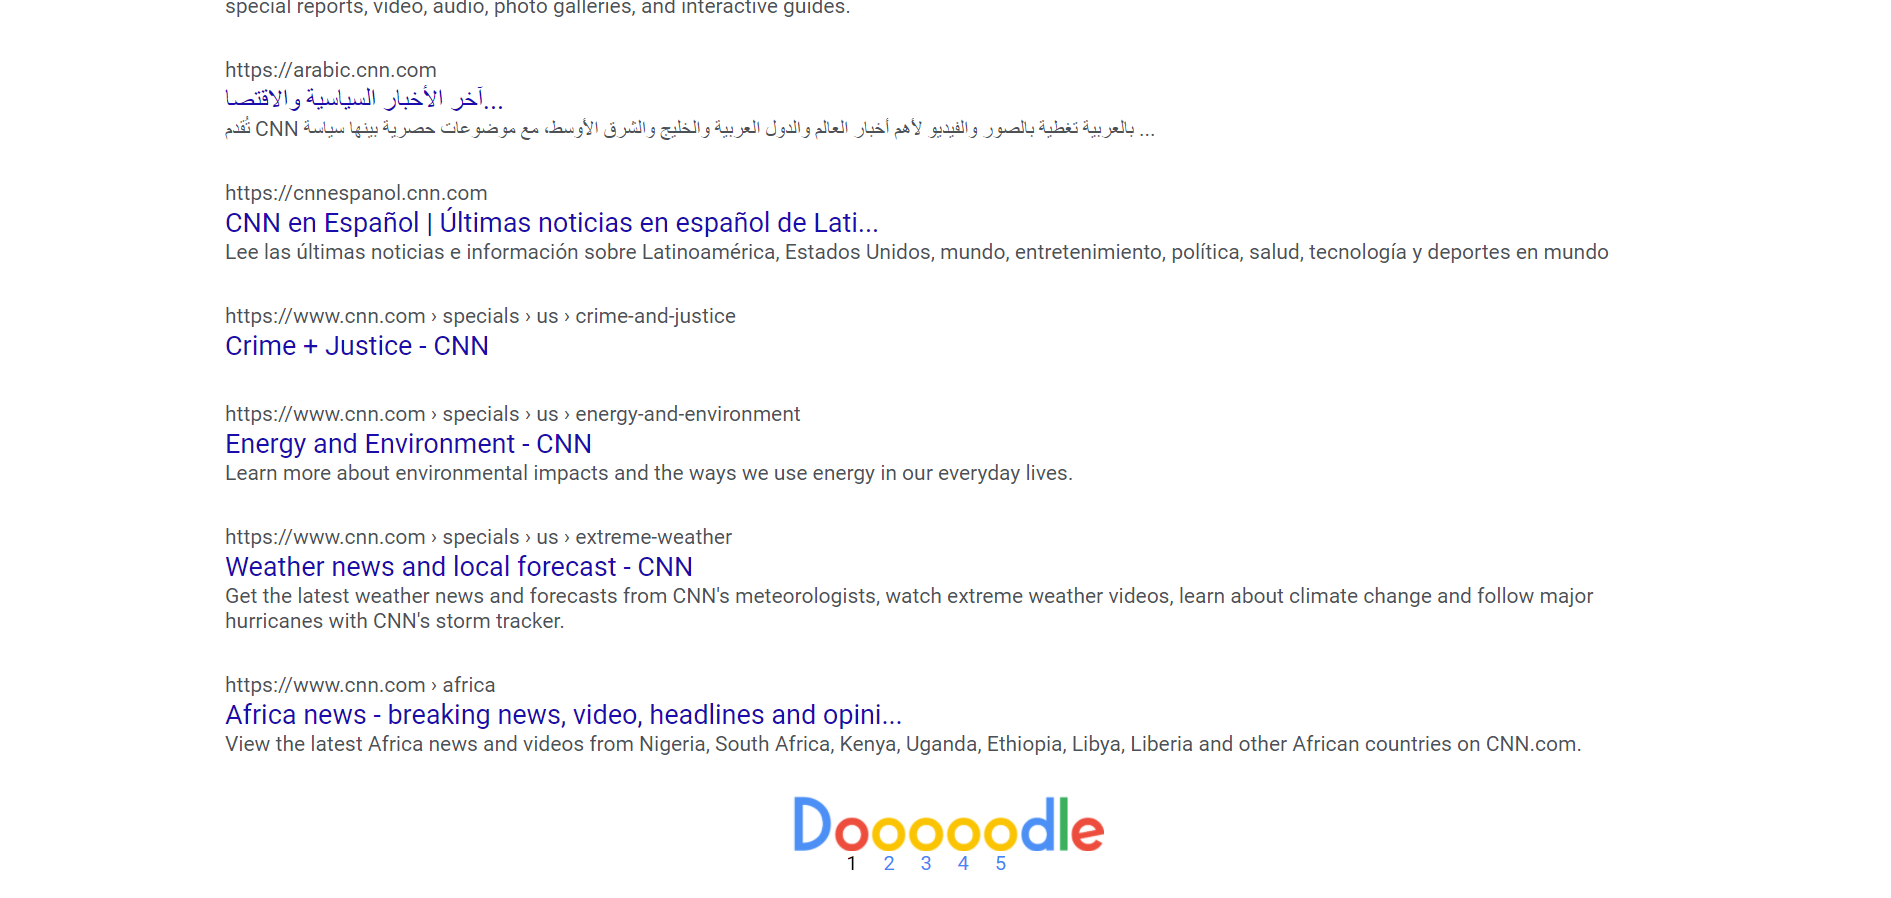 special reports, video, audio, photo galleries, and interactive guides.
https://arabic.cnn.com
آخر الأخبار السياسية والاقتصا...
تُقدم CNN بالعربية تغطية بالصور والفيديو لأهم أخبار العالم والدول العربية والخليج والشرق الأوسط، مع موضوعات حصرية بينها سياسة ...
https://cnnespanol.cnn.com
CNN en Español | Últimas noticias en español de Lati...
Lee las últimas noticias e información sobre Latinoamérica, Estados Unidos, mundo, entretenimiento, política, salud, tecnología y deportes en mundo
https://www.cnn.com › specials › us › crime-and-justice
Crime + Justice - CNN
https://www.cnn.com › specials › us › energy-and-environment
Energy and Environment - CNN
Learn more about environmental impacts and the ways we use energy in our everyday lives.
https://www.cnn.com › specials › us › extreme-weather
Weather news and local forecast - CNN
Get the latest weather news and forecasts from CNN's meteorologists, watch extreme weather videos, learn about climate change and follow major
hurricanes with CNN's storm tracker.
https://www.cnn.com › africa
Africa news - breaking news, video, headlines and opini...
View the latest Africa news and videos from Nigeria, South Africa, Kenya, Uganda, Ethiopia, Libya, Liberia and other African countries on CNN.com.
Dooooodle
1 2 3 4 5